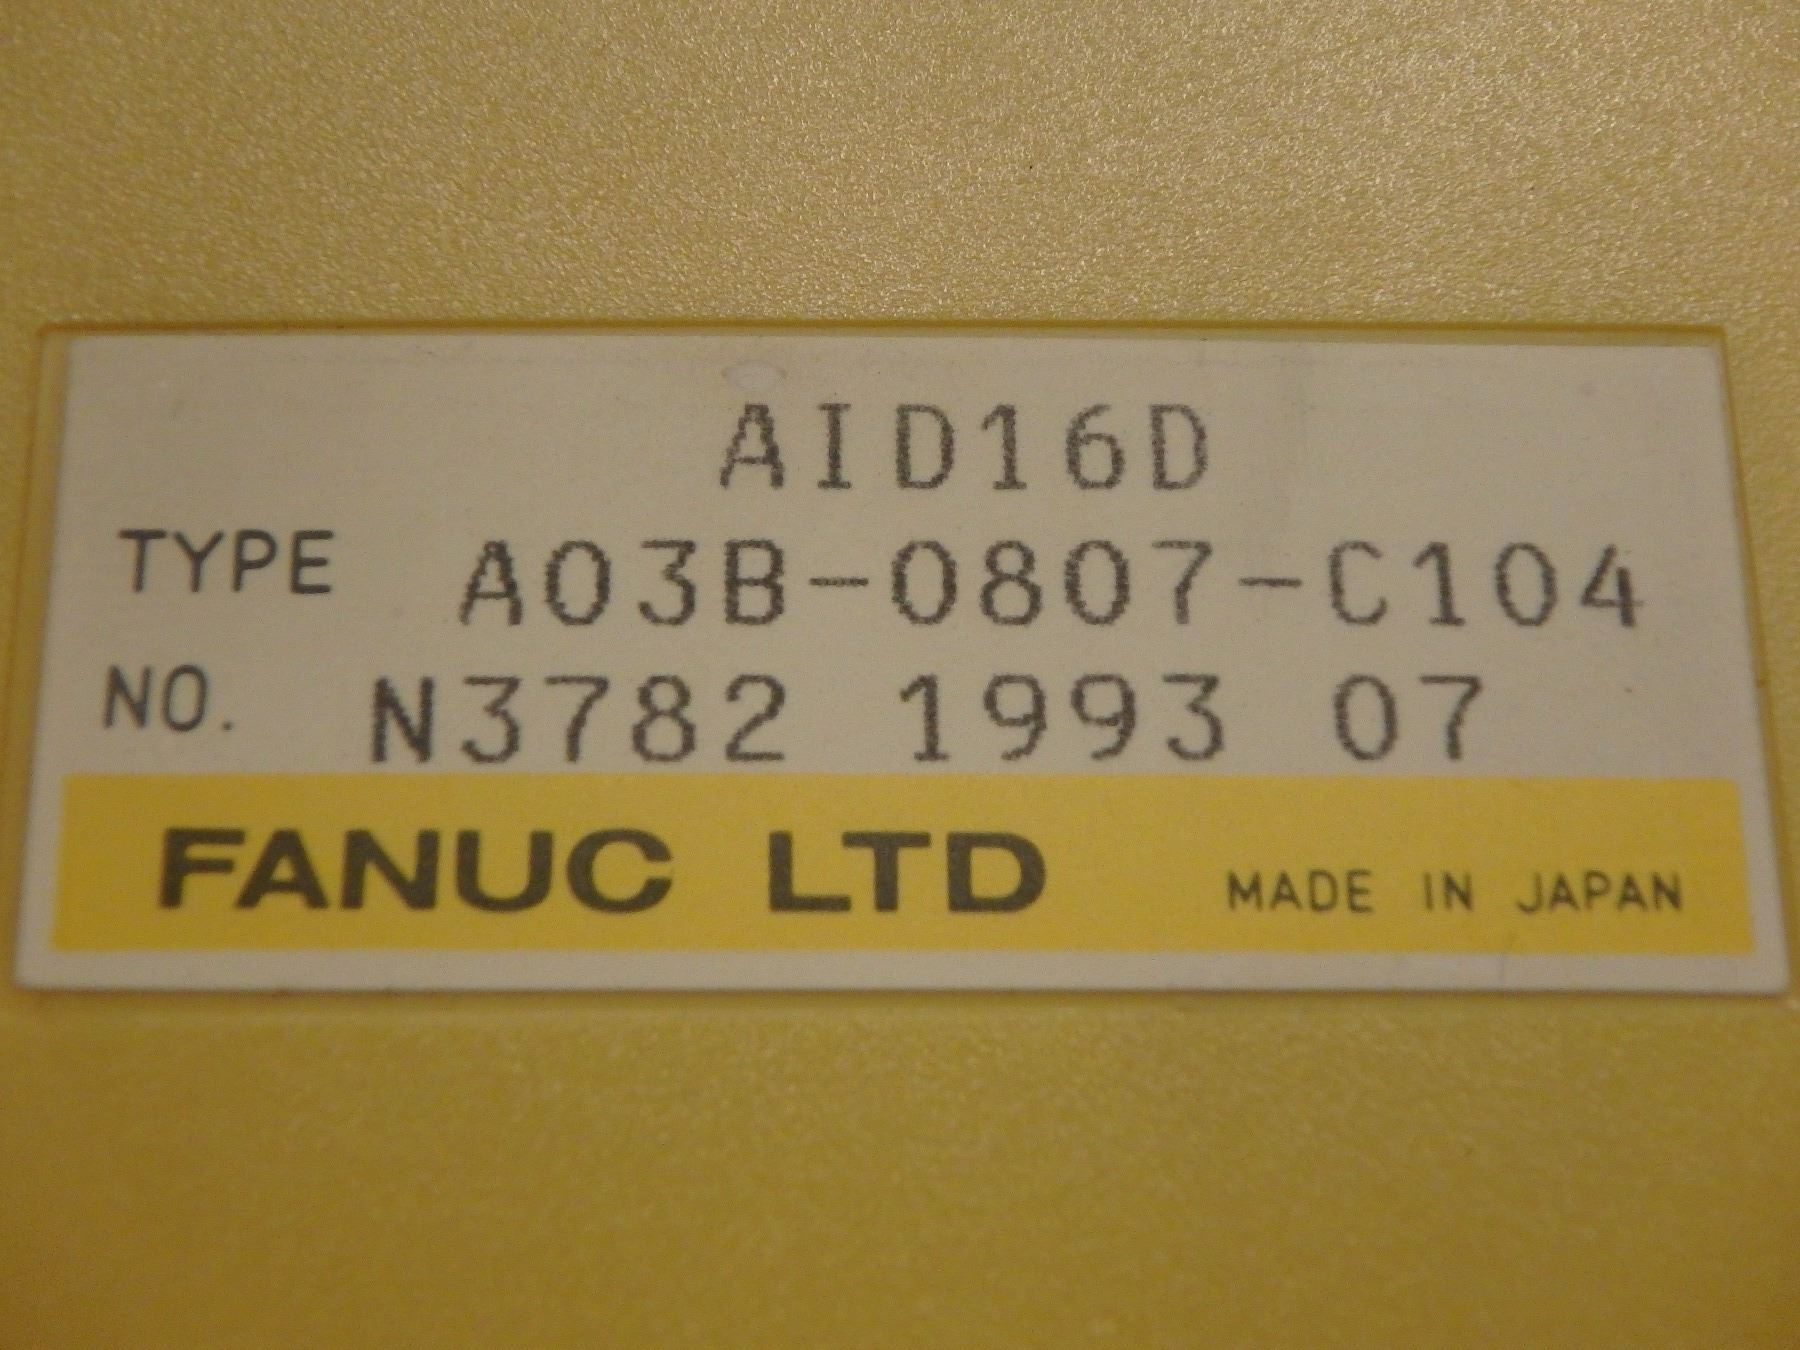 AID16D
TYPE A03B-0807-C104
NO. N3782 1993 07
FANUC LTD MADE IN JAPAN